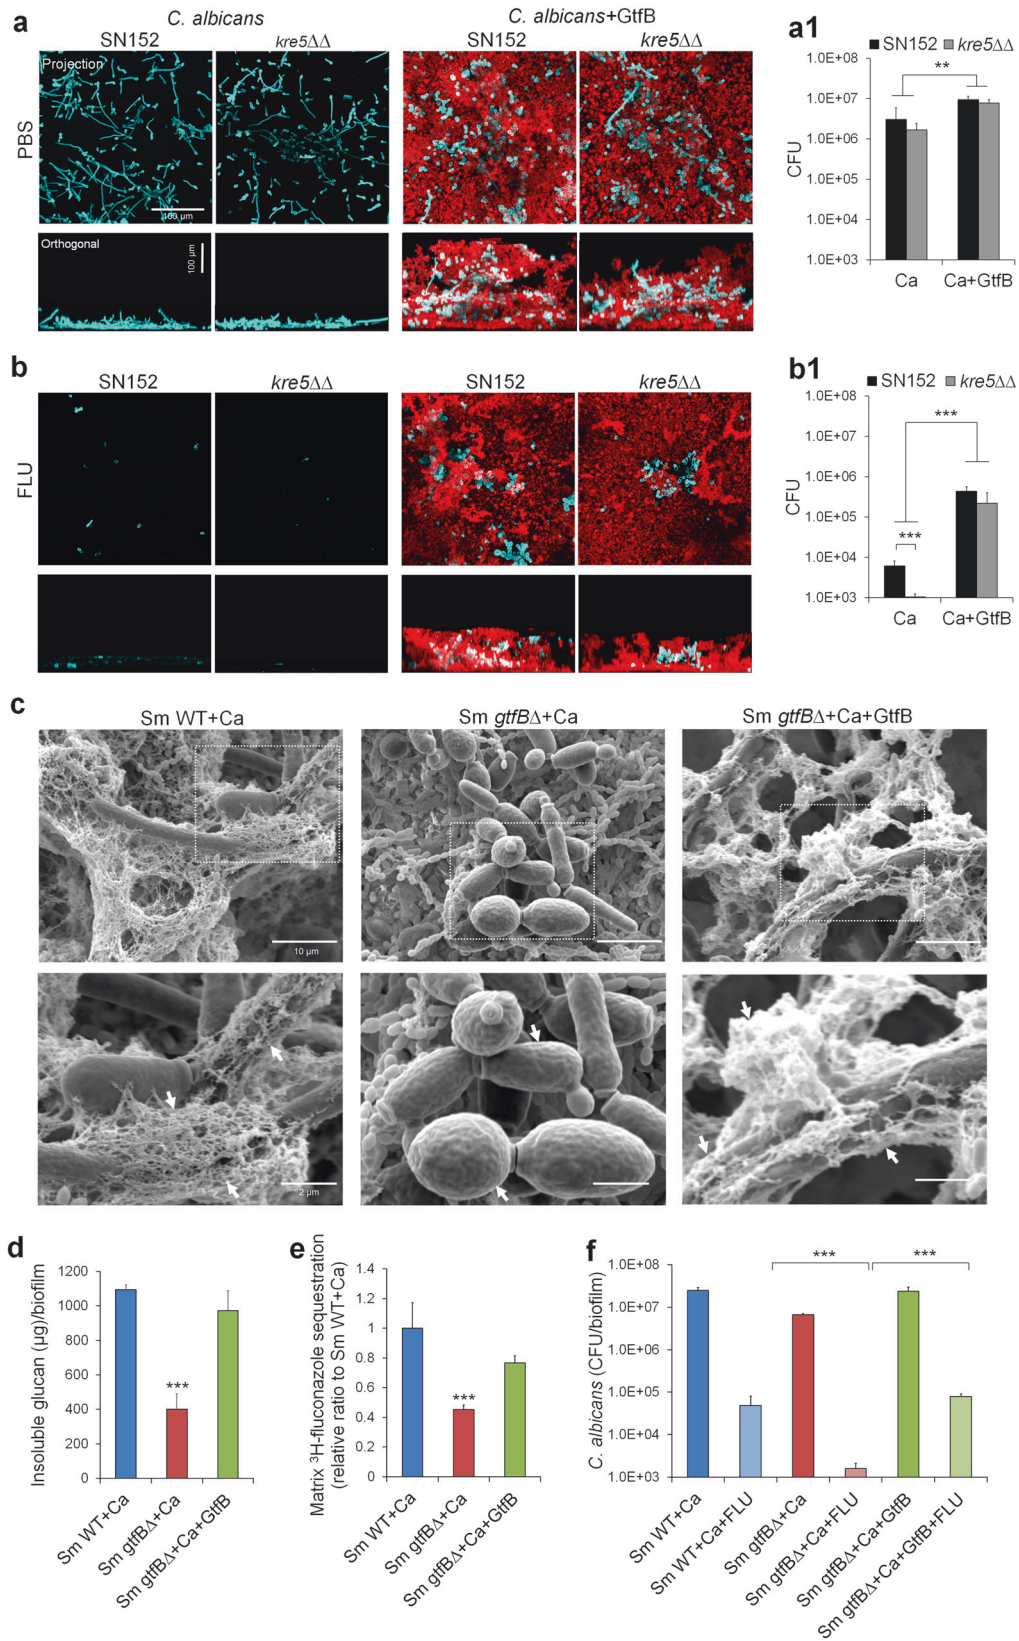 a
C. albicans
C. albicans+GtfB
SN152
kre5ΔΔ
SN152
kre5ΔΔ
PBS
Projection
100 µm
Orthogonal
100 µm
a1
SN152
kre5ΔΔ
CFU
1.0E+08
1.0E+07
1.0E+06
1.0E+05
1.0E+04
1.0E+03
**
Ca
Ca+GtfB
b
SN152
kre5ΔΔ
SN152
kre5ΔΔ
FLU
b1
SN152
kre5ΔΔ
CFU
1.0E+08
1.0E+07
1.0E+06
1.0E+05
1.0E+04
1.0E+03
***
***
Ca
Ca+GtfB
c
Sm WT+Ca
Sm gtfBΔ+Ca
Sm gtfBΔ+Ca+GtfB
10 µm
2 µm
d
Insoluble glucan (µg)/biofilm
1200
1000
800
600
400
200
0
***
Sm WT+Ca
Sm gtfBΔ+Ca
Sm gtfBΔ+Ca+GtfB
e
Matrix ³H-fluconazole sequestration
(relative ratio to Sm WT+Ca)
1.4
1.2
1
0.8
0.6
0.4
0.2
0
***
Sm WT+Ca
Sm gtfBΔ+Ca
Sm gtfBΔ+Ca+GtfB
f
C. albicans (CFU/biofilm)
1.0E+08
1.0E+07
1.0E+06
1.0E+05
1.0E+04
1.0E+03
***
***
Sm WT+Ca
Sm WT+Ca+FLU
Sm gtfBΔ+Ca
Sm gtfBΔ+Ca+FLU
Sm gtfBΔ+Ca+GtfB
Sm gtfBΔ+Ca+GtfB+FLU